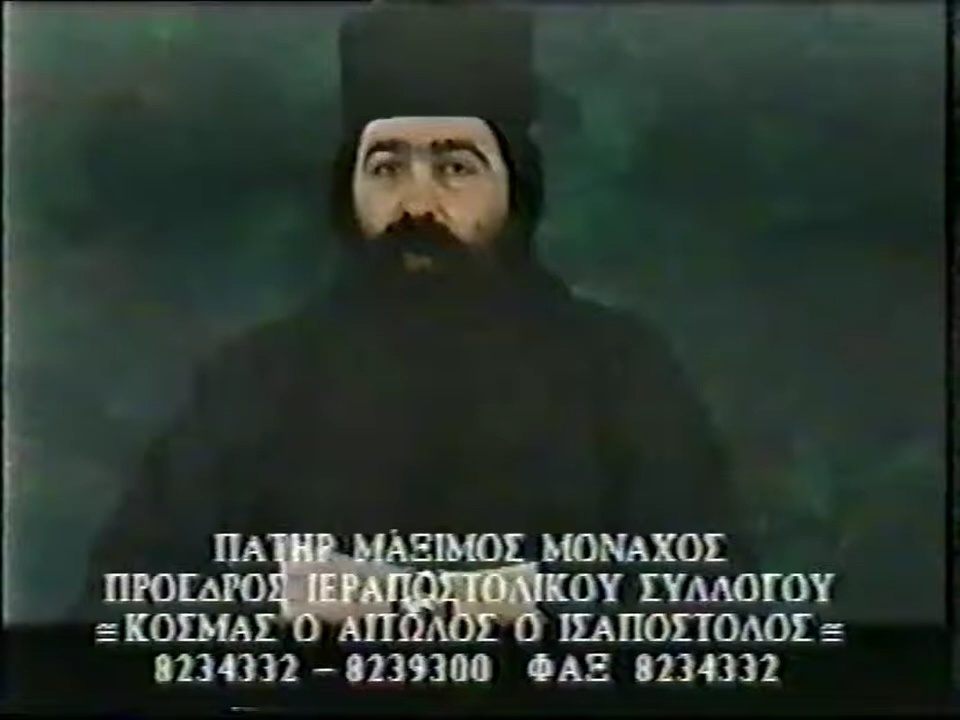 ΠΑΤΗΡ ΜΑΞΙΜΟΣ ΜΟΝΑΧΟΣ
ΠΡΟΕΔΡΟΣ ΙΕΡΑΠΟΣΤΟΛΙΚΟΥ ΣΥΛΛΟΓΟΥ
≅ΚΟΣΜΑΣ Ο ΑΙΤΩΛΟΣ Ο ΙΣΑΠΟΣΤΟΛΟΣ≅
8234332 – 8239300 ΦΑΞ 8234332